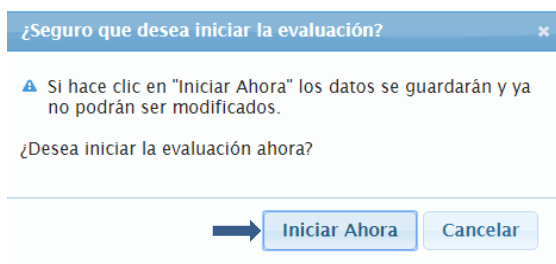 ¿Seguro que desea iniciar la evaluación?
Si hace clic en "Iniciar Ahora" los datos se guardarán y ya
no podrán ser modificados.
¿Desea iniciar la evaluación ahora?
Iniciar Ahora
Cancelar